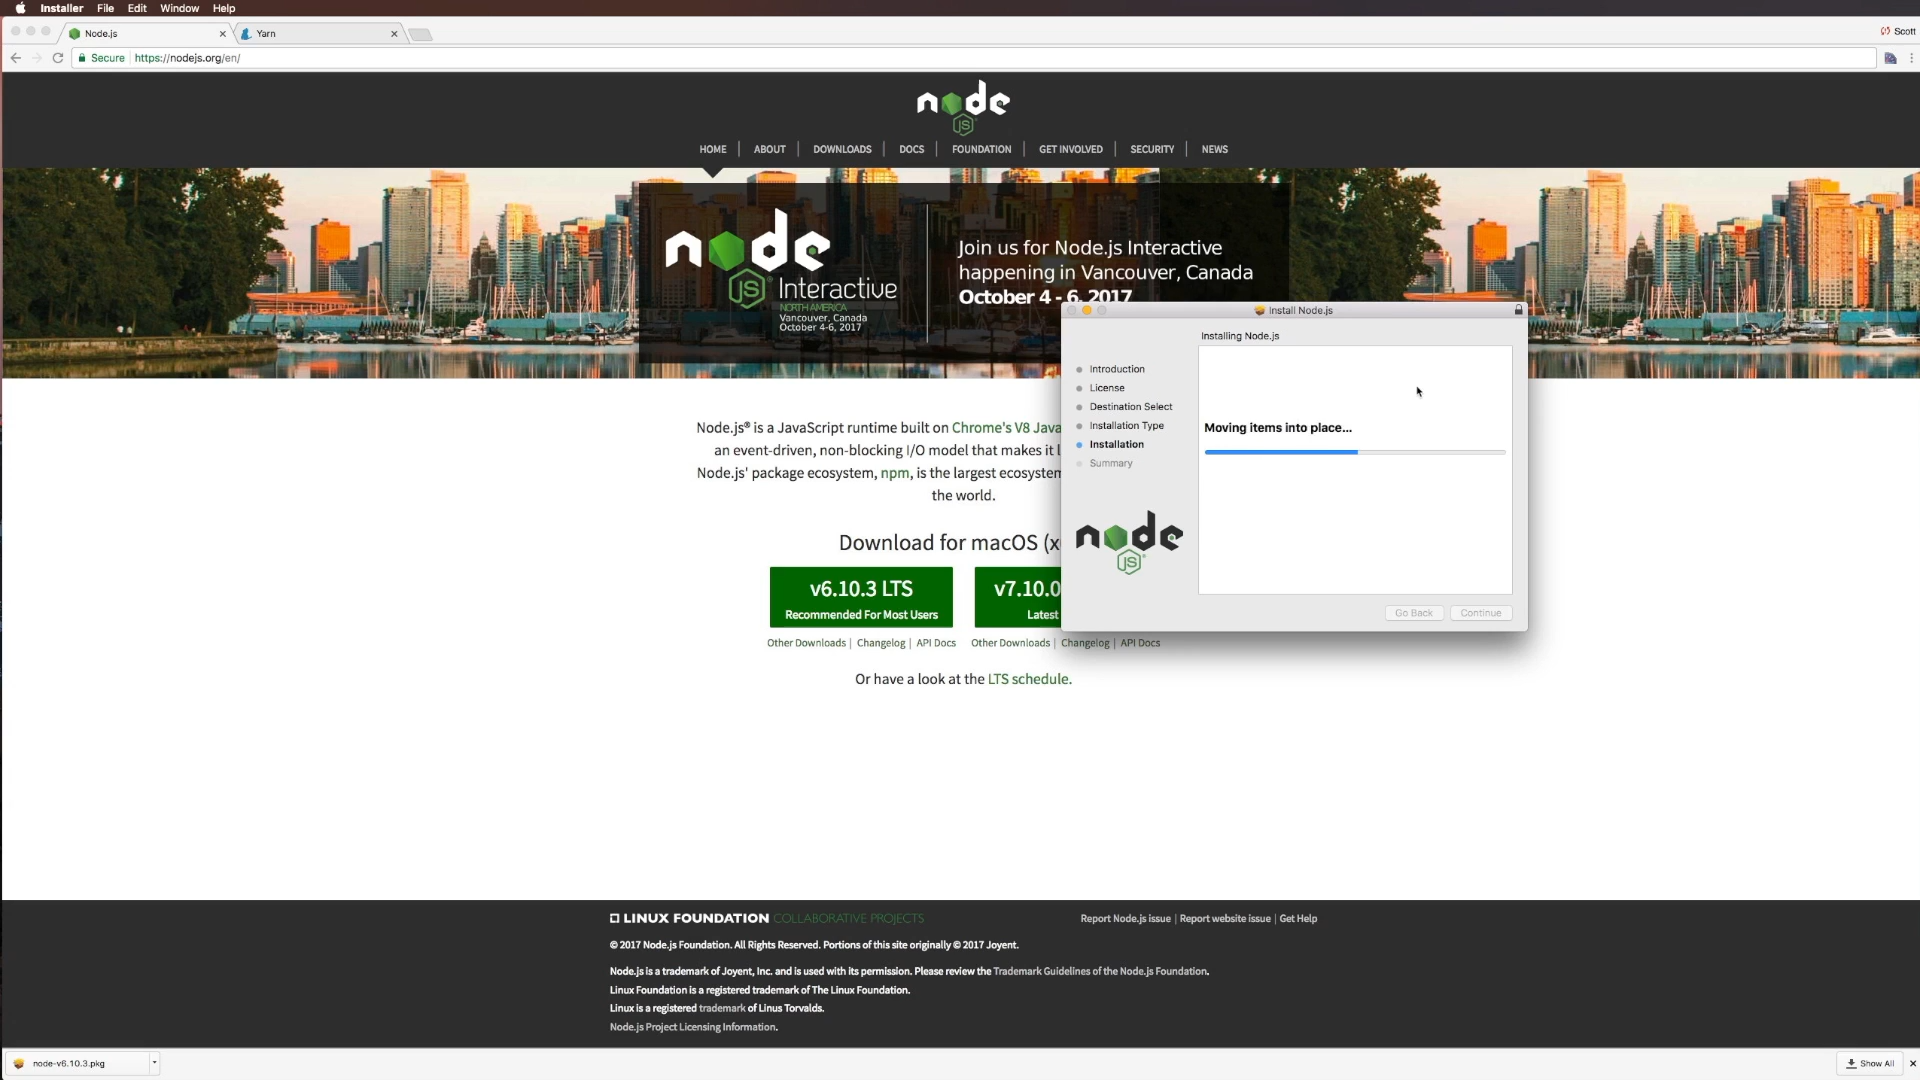 Installer File Edit Window Help
Node.js
Yarn
Scott
Secure https://nodejs.org/en/
node
JS
HOME ABOUT DOWNLOADS DOCS FOUNDATION GET INVOLVED SECURITY NEWS
node
JS Interactive
NORTH AMERICA
Vancouver, Canada
October 4-6, 2017
Join us for Node.js Interactive
happening in Vancouver, Canada
October 4 - 6, 2017
Node.js® is a JavaScript runtime built on Chrome's V8 Java
an event-driven, non-blocking I/O model that makes it
Node.js' package ecosystem, npm, is the largest ecosystem
the world.
Download for macOS
v6.10.3 LTS
Recommended For Most Users
v7.10.0
Latest
Other Downloads | Changelog | API Docs
Other Downloads | Changelog | API Docs
Or have a look at the LTS schedule.
Install Node.js
Installing Node.js
Introduction
License
Destination Select
Installation Type
Installation
Summary
Moving items into place...
node
JS
Go Back
Continue
LINUX FOUNDATION COLLABORATIVE PROJECTS
Report Node.js issue | Report website issue | Get Help
© 2017 Node.js Foundation. All Rights Reserved. Portions of this site originally © 2017 Joyent.
Node.js is a trademark of Joyent, Inc. and is used with its permission. Please review the Trademark Guidelines of the Node.js Foundation.
Linux Foundation is a registered trademark of The Linux Foundation.
Linux is a registered trademark of Linus Torvalds.
Node.js Project Licensing Information.
node-v6.10.3.pkg
Show All